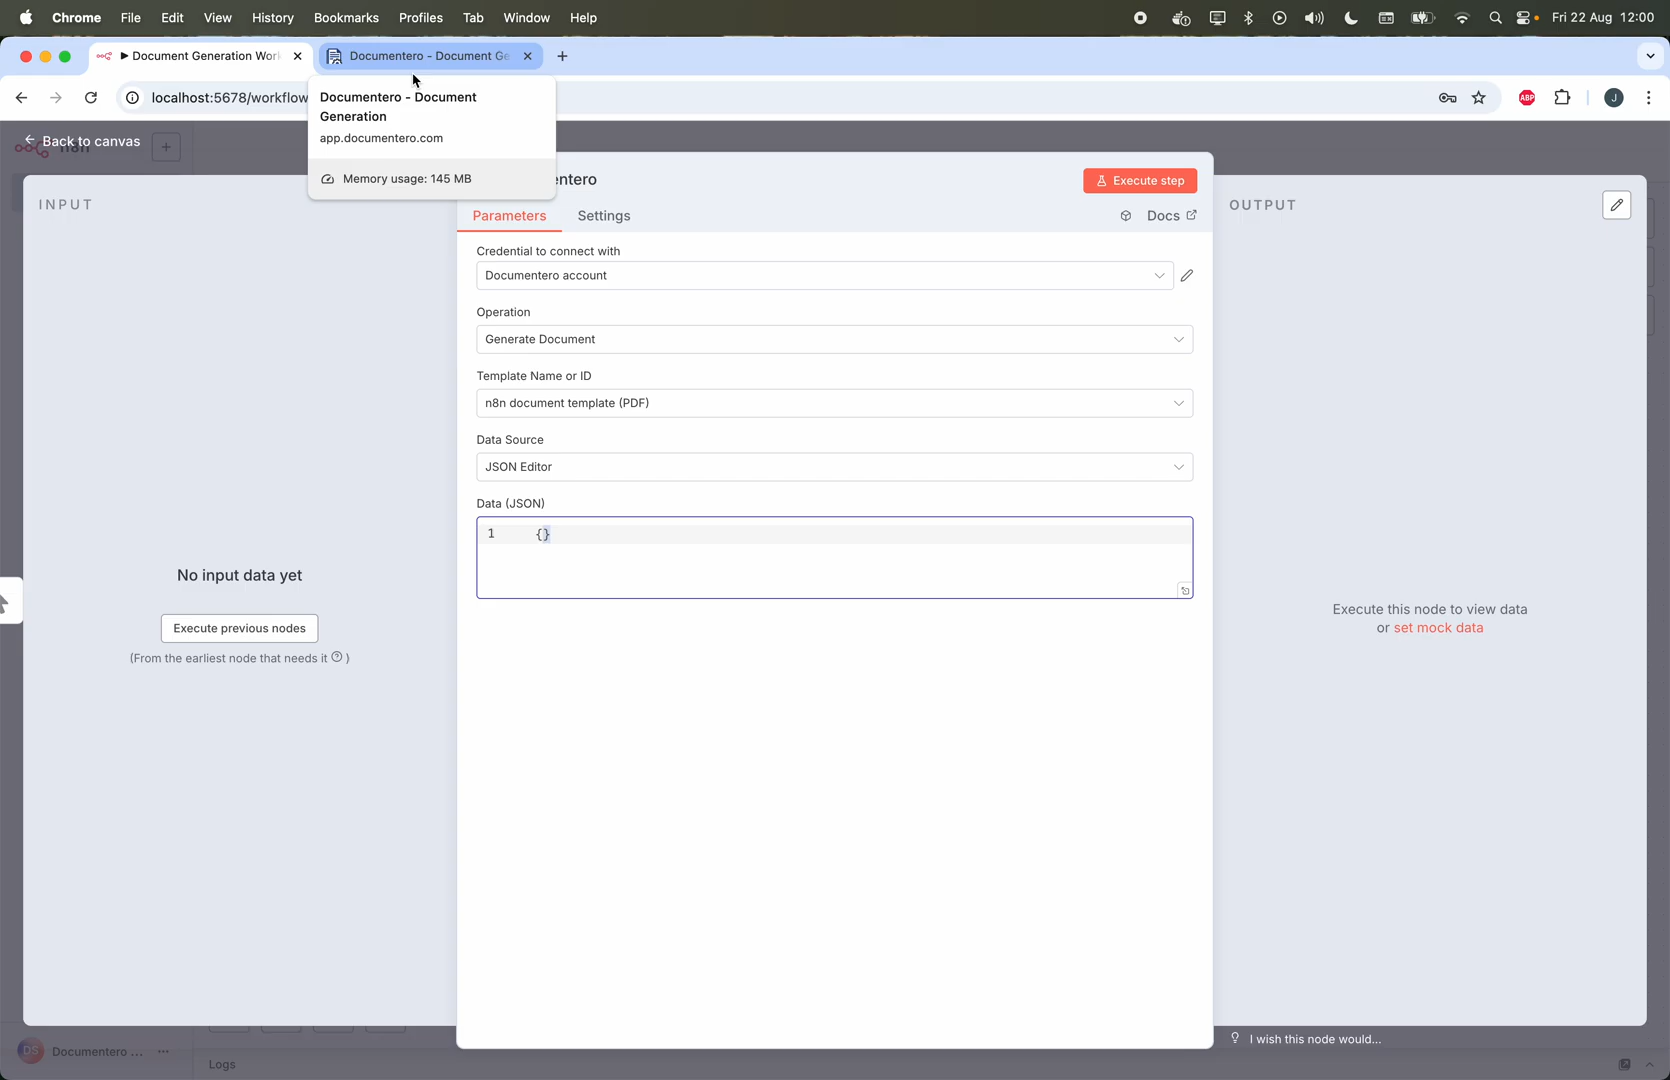 Chrome File Edit View History Bookmarks Profiles Tab Window Help Fri 22 Aug 12:00
Document Generation Wor Documentero - Document Ge
localhost:5678/workflow ABP J
Documentero - Document
Generation
app.documentero.com
Memory usage: 145 MB
Back to canvas
n8n
entero
Execute step
INPUT
Parameters Settings Docs
OUTPUT
Credential to connect with
Documentero account
Operation
Generate Document
Template Name or ID
n8n document template (PDF)
Data Source
JSON Editor
Data (JSON)
1 {}
No input data yet
Execute previous nodes
(From the earliest node that needs it ? )
Execute this node to view data
or set mock data
I wish this node would...
DS Documentero ...
Logs